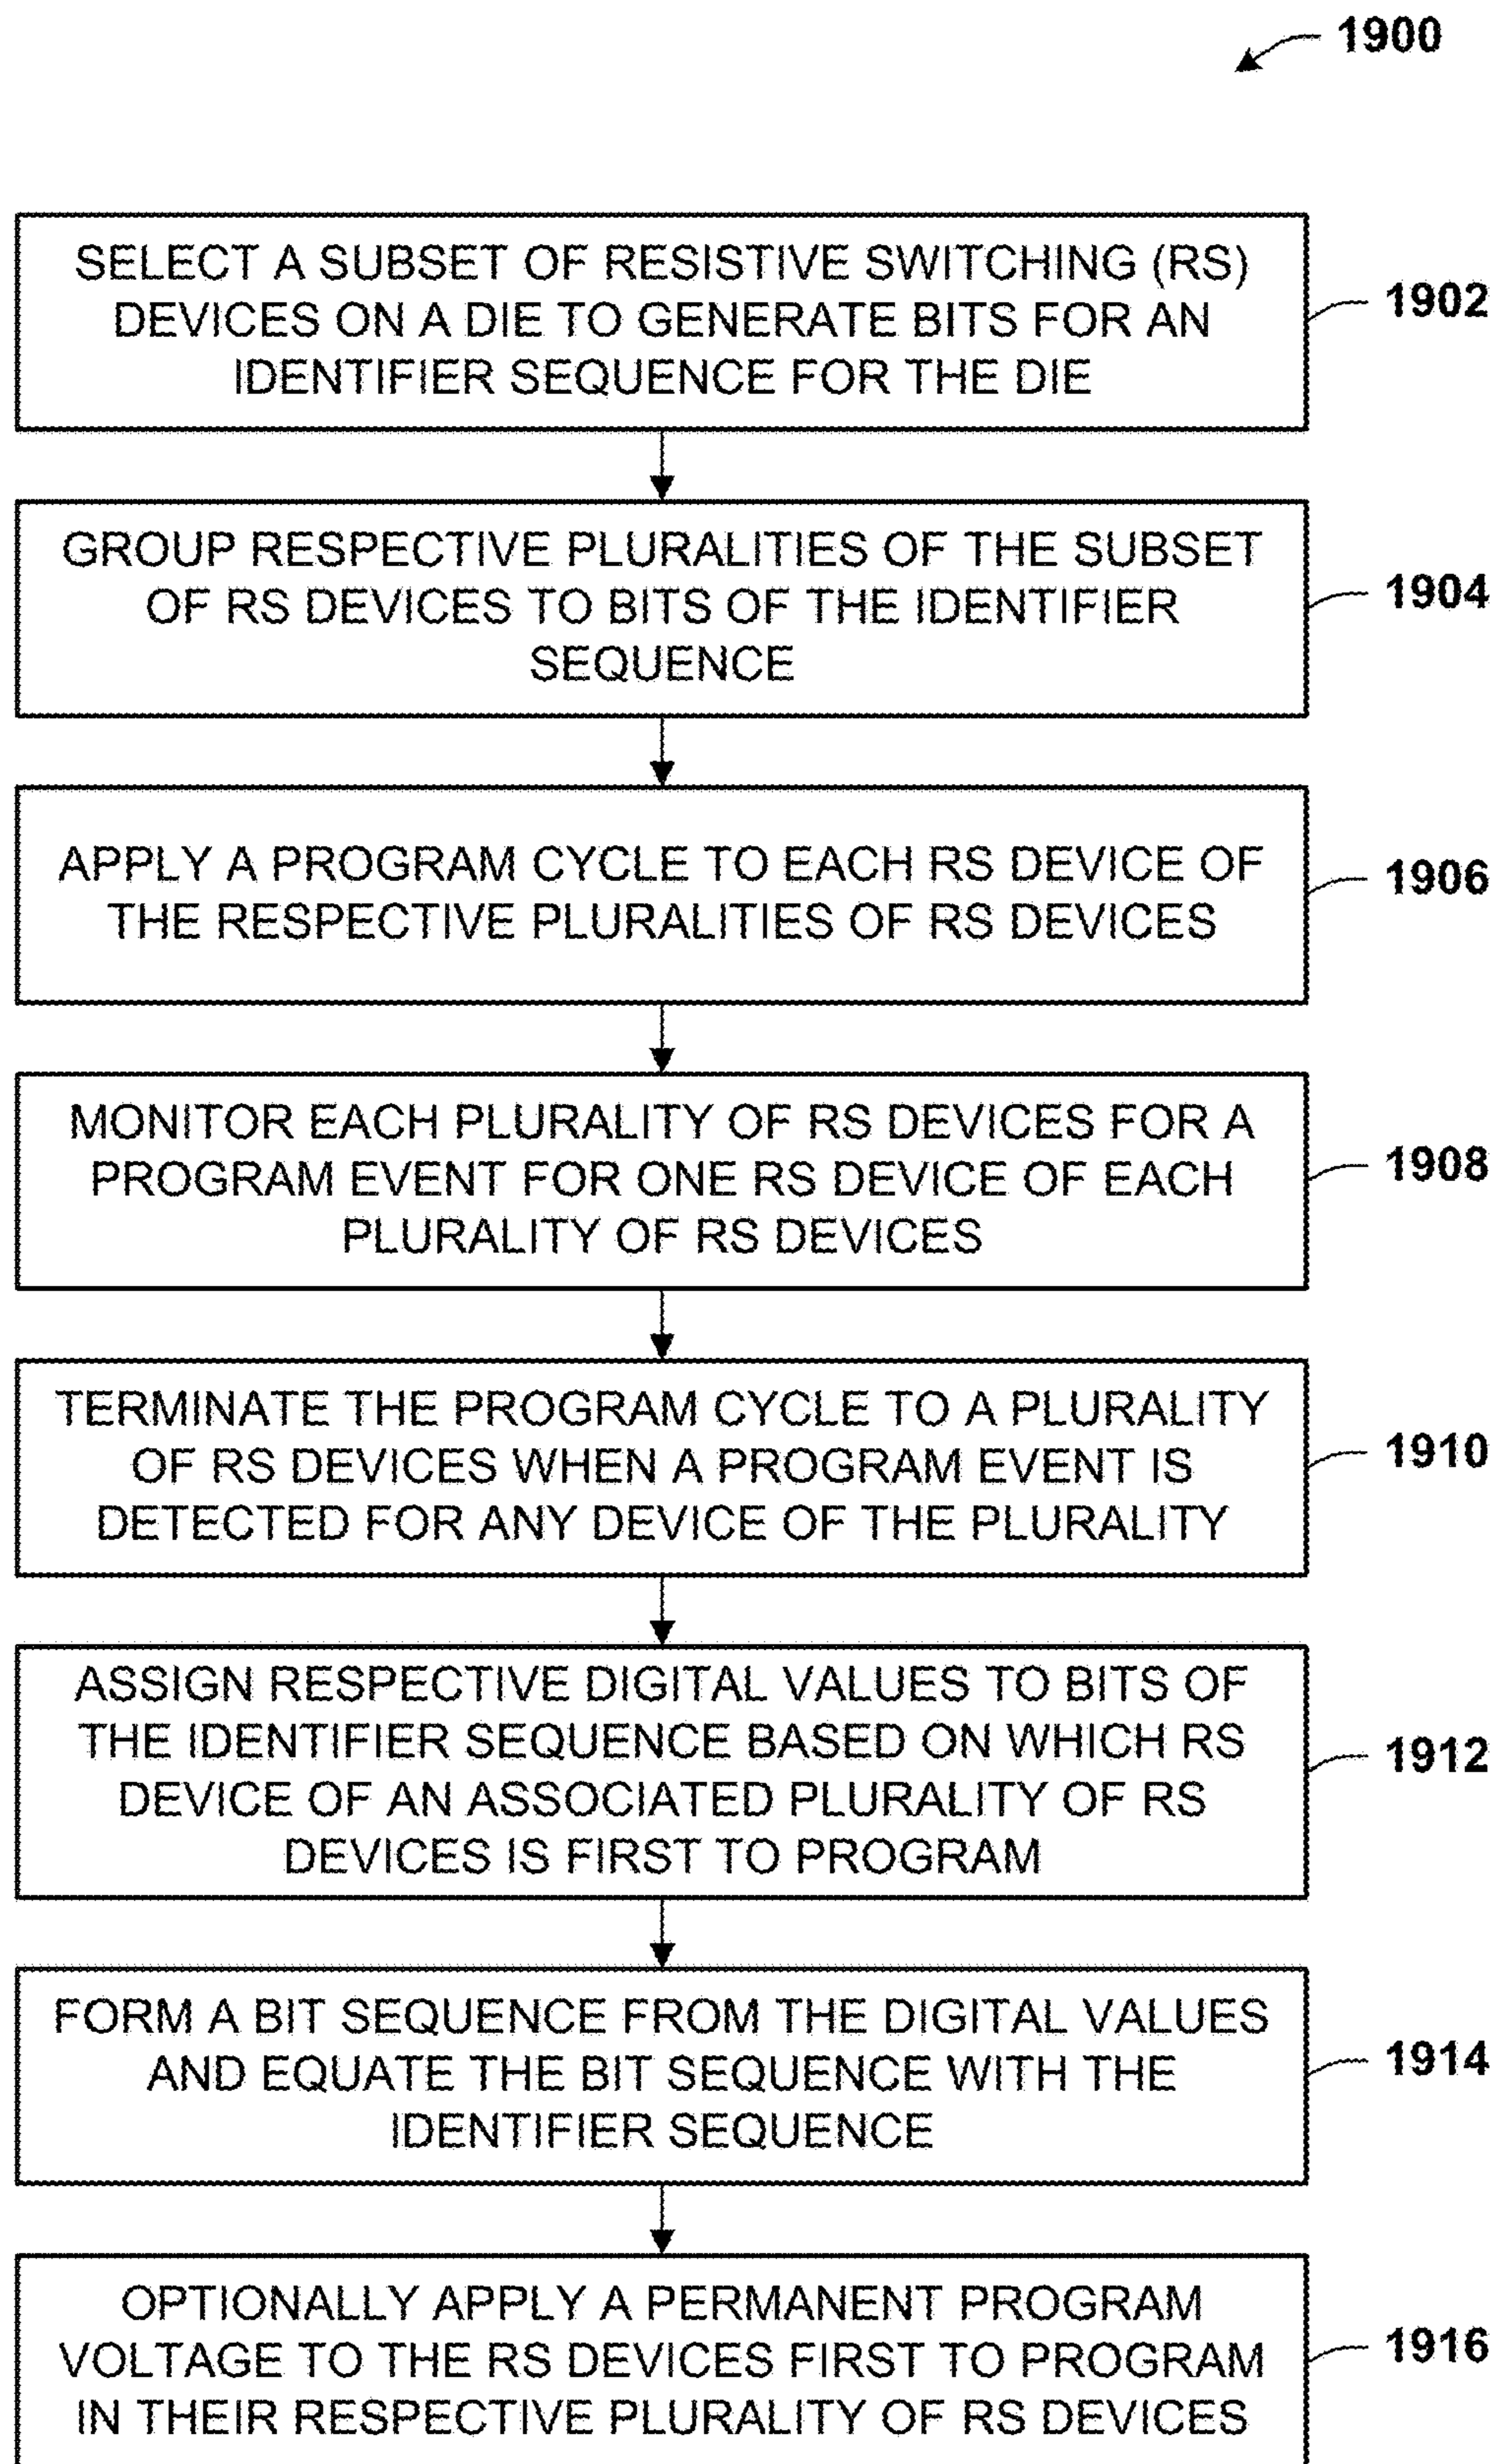 1900
SELECT A SUBSET OF RESISTIVE SWITCHING (RS)
DEVICES ON A DIE TO GENERATE BITS FOR AN
IDENTIFIER SEQUENCE FOR THE DIE
1902
GROUP RESPECTIVE PLURALITIES OF THE SUBSET
OF RS DEVICES TO BITS OF THE IDENTIFIER
SEQUENCE
1904
APPLY A PROGRAM CYCLE TO EACH RS DEVICE OF
THE RESPECTIVE PLURALITIES OF RS DEVICES
1906
MONITOR EACH PLURALITY OF RS DEVICES FOR A
PROGRAM EVENT FOR ONE RS DEVICE OF EACH
PLURALITY OF RS DEVICES
1908
TERMINATE THE PROGRAM CYCLE TO A PLURALITY
OF RS DEVICES WHEN A PROGRAM EVENT IS
DETECTED FOR ANY DEVICE OF THE PLURALITY
1910
ASSIGN RESPECTIVE DIGITAL VALUES TO BITS OF
THE IDENTIFIER SEQUENCE BASED ON WHICH RS
DEVICE OF AN ASSOCIATED PLURALITY OF RS
DEVICES IS FIRST TO PROGRAM
1912
FORM A BIT SEQUENCE FROM THE DIGITAL VALUES
AND EQUATE THE BIT SEQUENCE WITH THE
IDENTIFIER SEQUENCE
1914
OPTIONALLY APPLY A PERMANENT PROGRAM
VOLTAGE TO THE RS DEVICES FIRST TO PROGRAM
IN THEIR RESPECTIVE PLURALITY OF RS DEVICES
1916